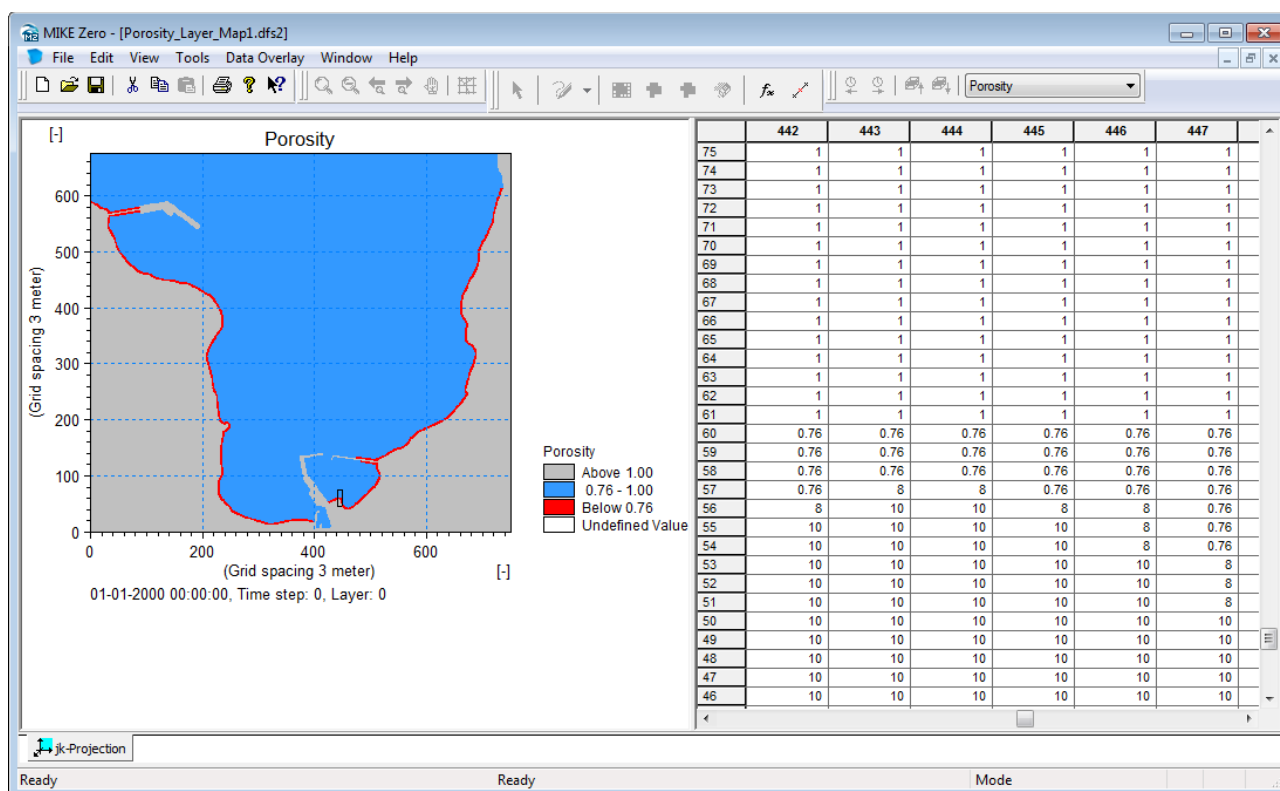 MIKE Zero - [Porosity_Layer_Map1.dfs2]
File Edit View Tools Data Overlay Window Help
Porosity
[-]
Porosity
600
500
400
300
200
100
0
(Grid spacing 3 meter)
0 200 400 600
(Grid spacing 3 meter)
[-]
01-01-2000 00:00:00, Time step: 0, Layer: 0
Porosity
Above 1.00
0.76 - 1.00
Below 0.76
Undefined Value
442 443 444 445 446 447
75 1 1 1 1 1 1
74 1 1 1 1 1 1
73 1 1 1 1 1 1
72 1 1 1 1 1 1
71 1 1 1 1 1 1
70 1 1 1 1 1 1
69 1 1 1 1 1 1
68 1 1 1 1 1 1
67 1 1 1 1 1 1
66 1 1 1 1 1 1
65 1 1 1 1 1 1
64 1 1 1 1 1 1
63 1 1 1 1 1 1
62 1 1 1 1 1 1
61 1 1 1 1 1 1
60 0.76 0.76 0.76 0.76 0.76 0.76
59 0.76 0.76 0.76 0.76 0.76 0.76
58 0.76 0.76 0.76 0.76 0.76 0.76
57 0.76 8 8 0.76 0.76 0.76
56 8 10 10 8 8 0.76
55 10 10 10 10 8 0.76
54 10 10 10 10 8 0.76
53 10 10 10 10 10 8
52 10 10 10 10 10 8
51 10 10 10 10 10 8
50 10 10 10 10 10 10
49 10 10 10 10 10 10
48 10 10 10 10 10 10
47 10 10 10 10 10 10
46 10 10 10 10 10 10
jk-Projection
Ready Ready Mode